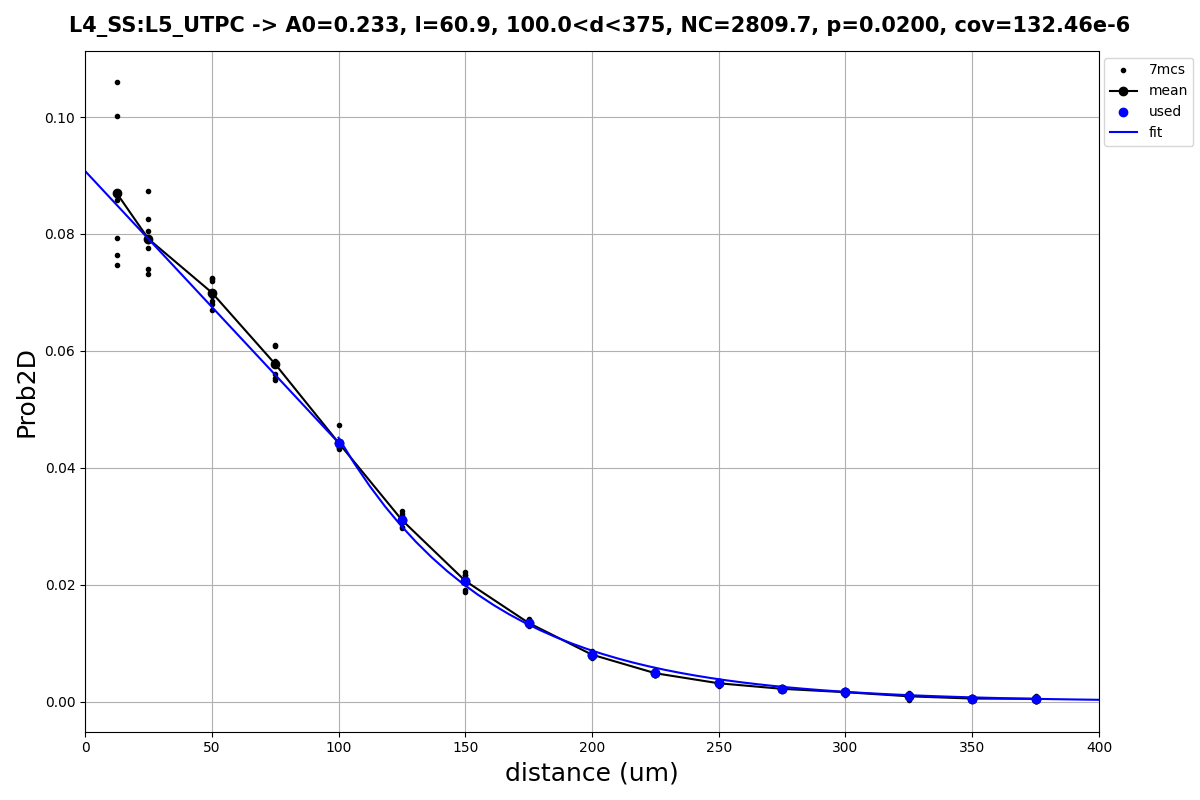 L4_SS:L5_UTPC -> A0=0.233, l=60.9, 100.0<d<375, NC=2809.7, p=0.0200, cov=132.46e-6
7mcs
mean
used
fit
Prob2D
0.10
0.08
0.06
0.04
0.02
0.00
0 50 100 150 200 250 300 350 400
distance (um)